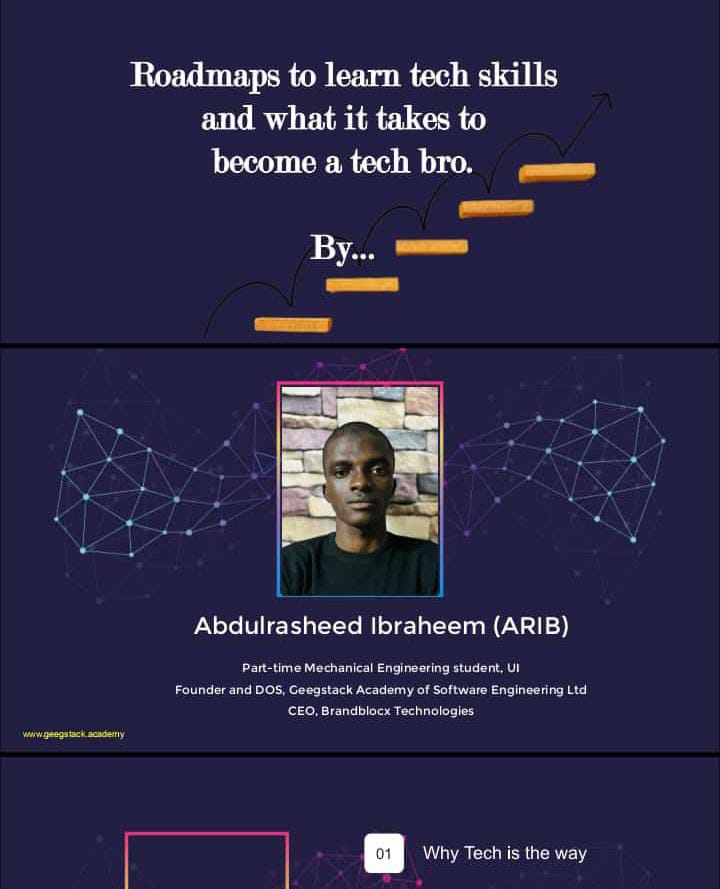 Roadmaps to learn tech skills
and what it takes to
become a tech bro.
By...
Abdulrasheed Ibraheem (ARIB)
Part-time Mechanical Engineering student, UI
Founder and DOS, Geegstack Academy of Software Engineering Ltd
CEO, Brandblocx Technologies
www.geegstack.academy
01 Why Tech is the way